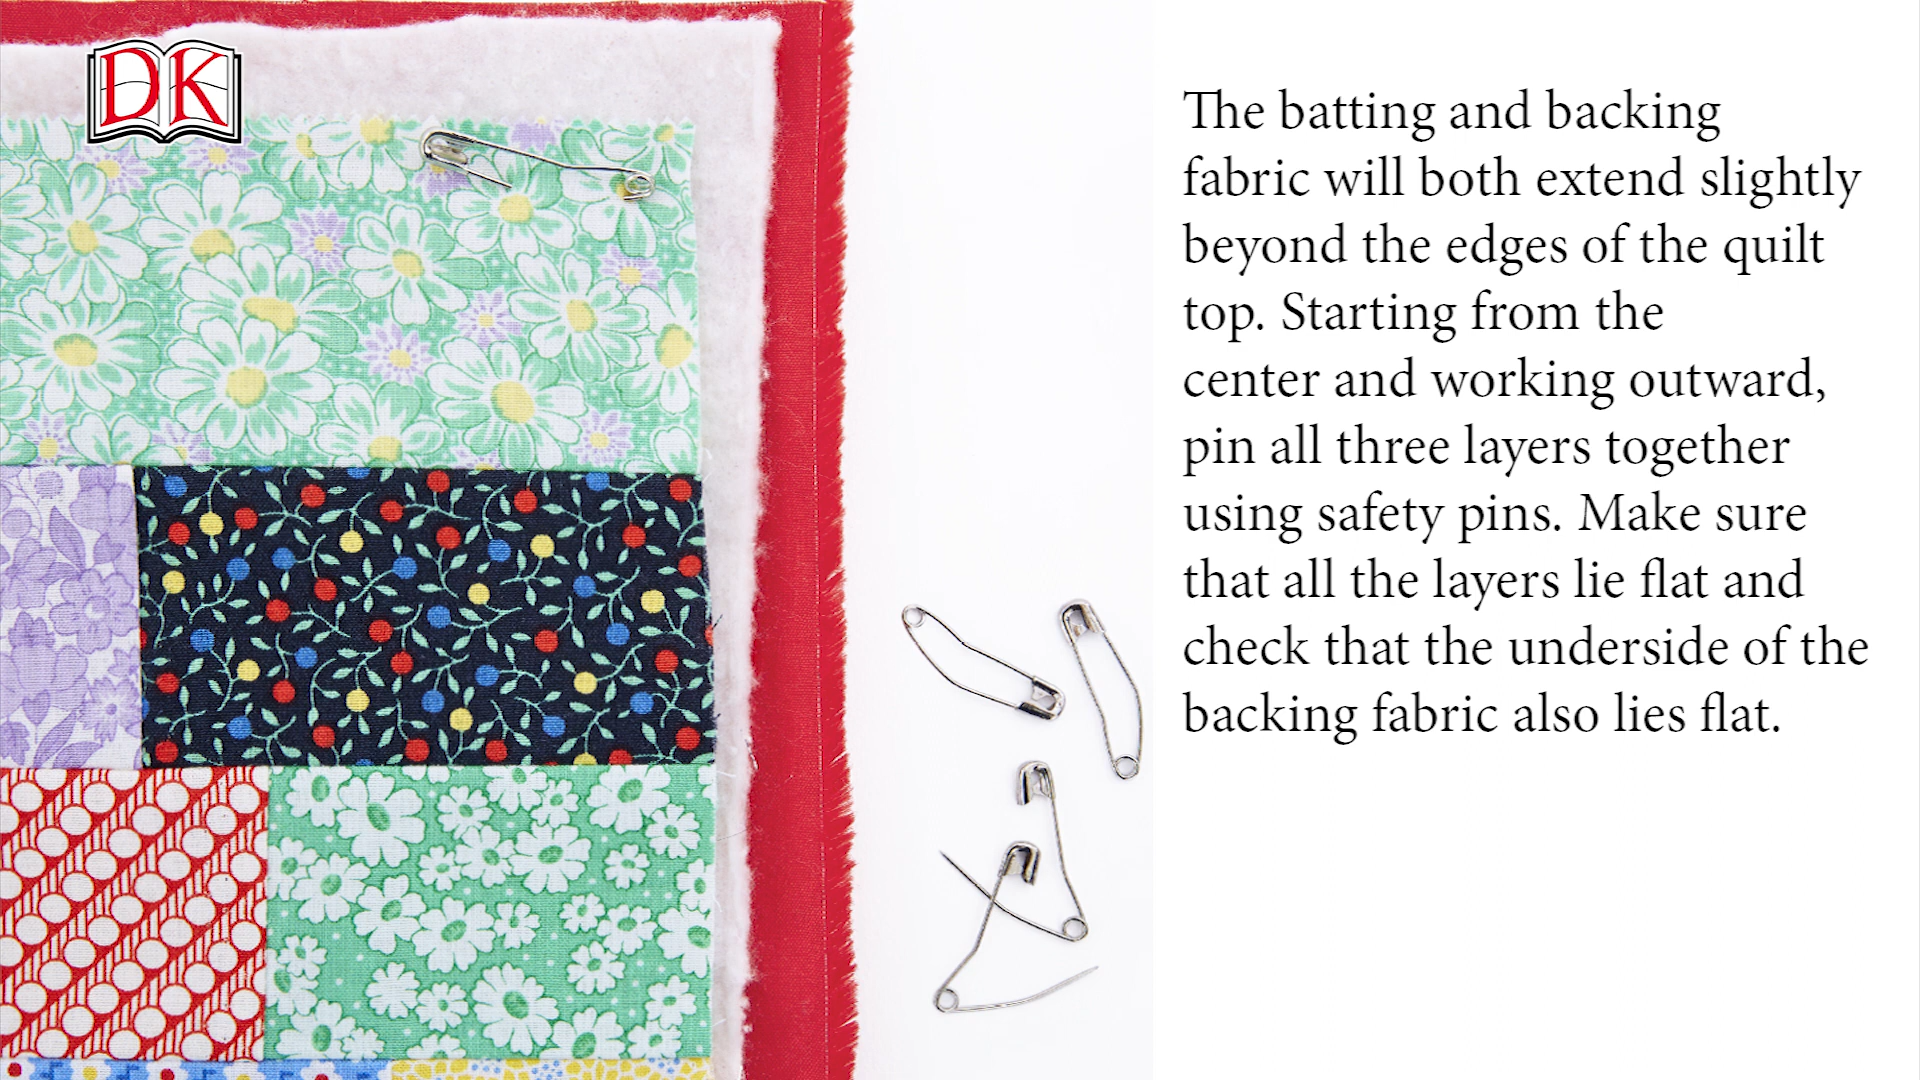 DK
The batting and backing
fabric will both extend slightly
beyond the edges of the quilt
top. Starting from the
center and working outward,
pin all three layers together
using safety pins. Make sure
that all the layers lie flat and
check that the underside of the
backing fabric also lies flat.